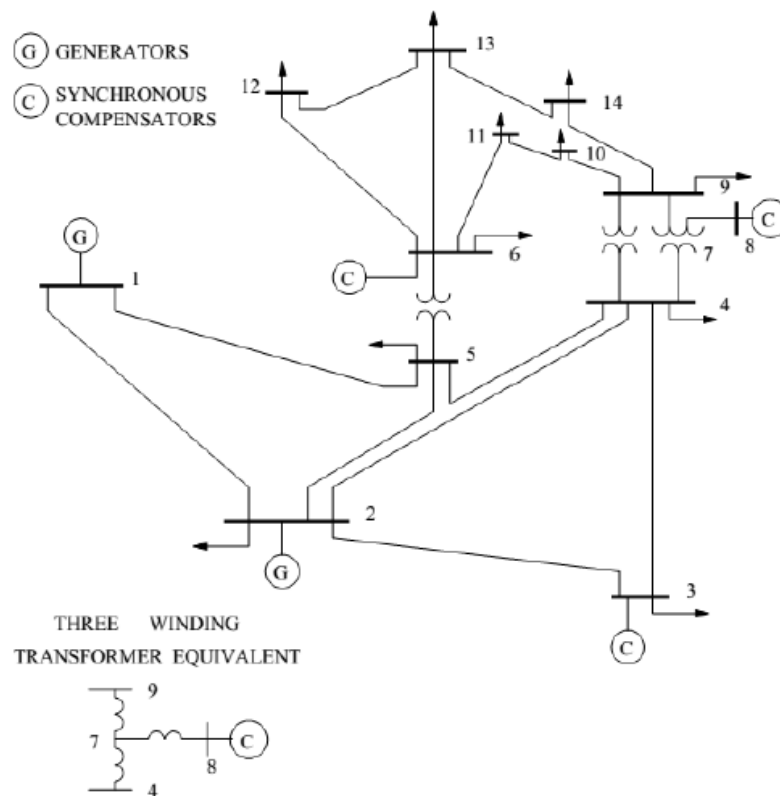 G GENERATORS
C SYNCHRONOUS
COMPENSATORS
13
12
14
11
10
9
C
8
7
6
C
G
1
4
5
2
G
3
C
THREE WINDING
TRANSFORMER EQUIVALENT
9
7
C
8
4